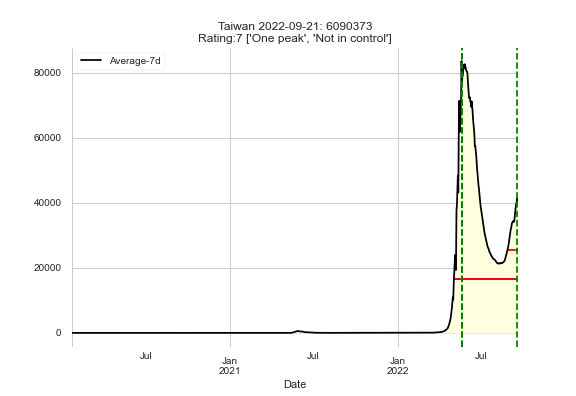 Taiwan 2022-09-21: 6090373
Rating:7 ['One peak', 'Not in control']
Average-7d
80000
60000
40000
20000
0
Jul
Jan
2021
Jul
Jan
2022
Jul
Date